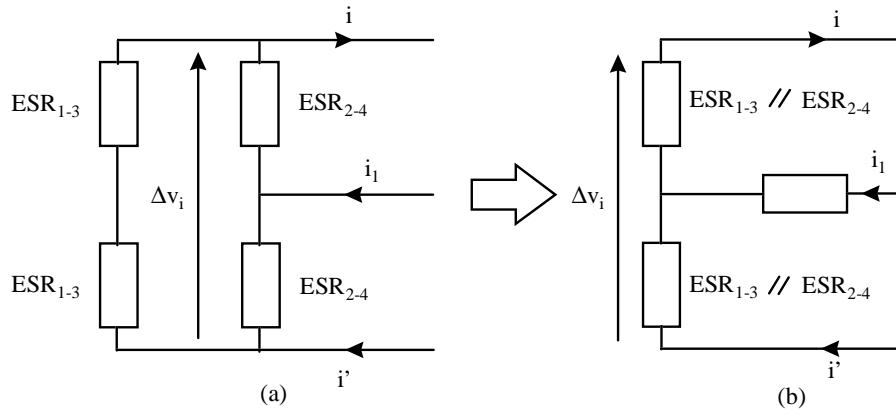 i
i
ESR₁₋₃
ESR₂₋₄
ESR₁₋₃ // ESR₂₋₄
i₁
i₁
Δvᵢ
Δvᵢ
ESR₁₋₃
ESR₂₋₄
ESR₁₋₃ // ESR₂₋₄
i'
i'
(a)
(b)